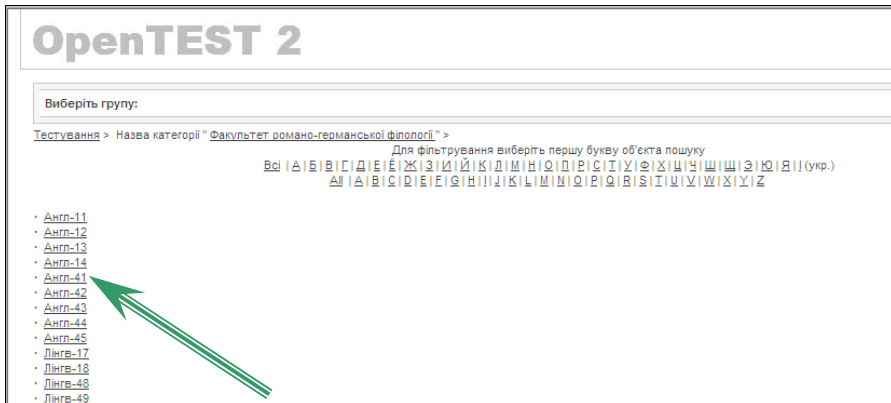 OpenTEST 2
Виберіть групу:
Тестування > Назва категорії " Факультет романо-германської філології " >
Для фільтрування виберіть першу букву об'єкта пошуку
Всі | А | Б | В | Г | Д | Е | Ё | Ж | З | И | Й | К | Л | М | Н | О | П | Р | С | Т | У | Ф | Х | Ц | Ч | Ш | Щ | Э | Ю | Я | І (укр.)
All | A | B | C | D | E | F | G | H | I | J | K | L | M | N | O | P | Q | R | S | T | U | V | W | X | Y | Z
· Англ-11
· Англ-12
· Англ-13
· Англ-14
· Англ-41
· Англ-42
· Англ-43
· Англ-44
· Англ-45
· Лінгв-17
· Лінгв-18
· Лінгв-48
· Лінгв-49